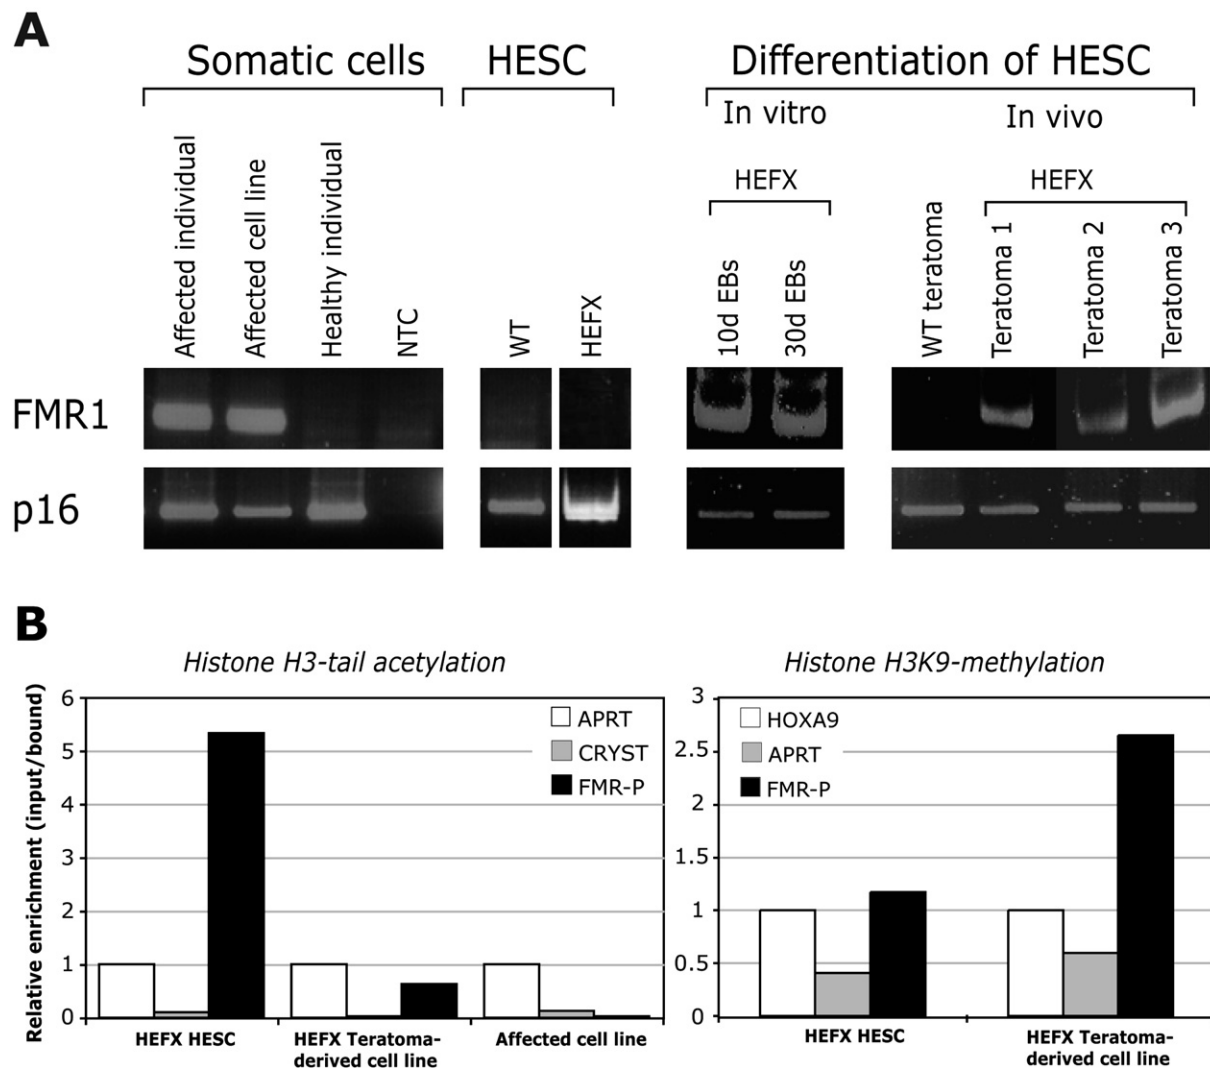 A
Somatic cells
HESC
Differentiation of HESC
In vitro
In vivo
HEFX
HEFX
Affected individual
Affected cell line
Healthy individual
NTC
WT
HEFX
10d EBs
30d EBs
WT teratoma
Teratoma 1
Teratoma 2
Teratoma 3
FMR1
p16
B
Histone H3-tail acetylation
Relative enrichment (input/bound)
6
5
4
3
2
1
0
APRT
CRYST
FMR-P
HEFX HESC
HEFX Teratoma-
derived cell line
Affected cell line
Histone H3K9-methylation
3
2.5
2
1.5
1
0.5
0
HOXA9
APRT
FMR-P
HEFX HESC
HEFX Teratoma-
derived cell line